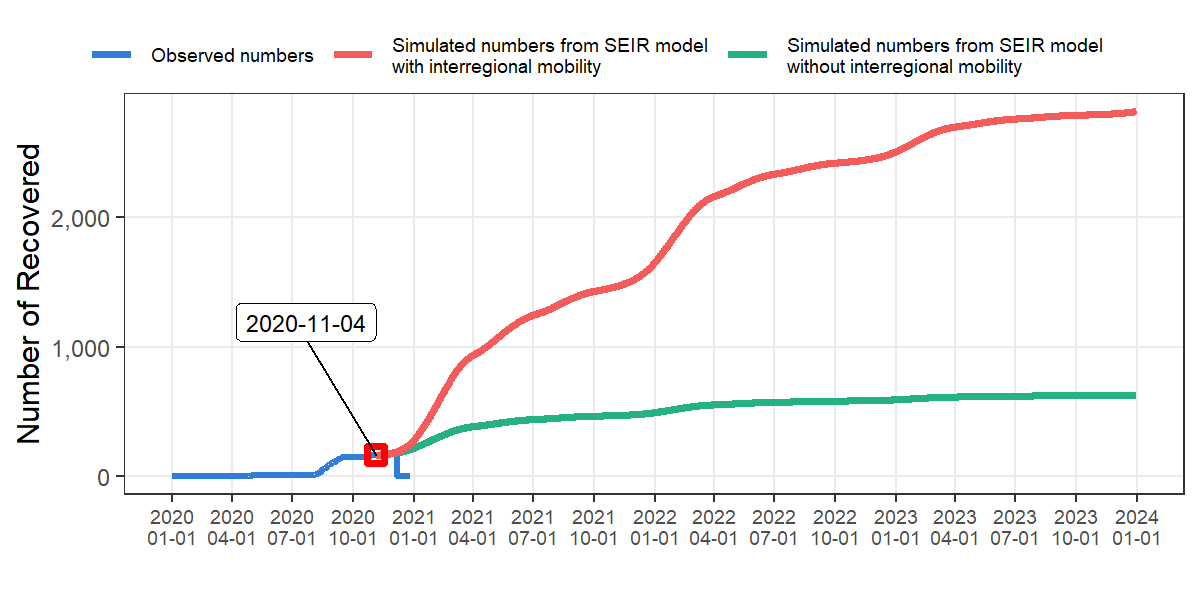 Observed numbers
Simulated numbers from SEIR model
with interregional mobility
Simulated numbers from SEIR model
without interregional mobility
Number of Recovered
2,000
1,000
0
2020-11-04
2020 2020 2020 2020 2021 2021 2021 2021 2022 2022 2022 2022 2023 2023 2023 2023 2024
01-01 04-01 07-01 10-01 01-01 04-01 07-01 10-01 01-01 04-01 07-01 10-01 01-01 04-01 07-01 10-01 01-01